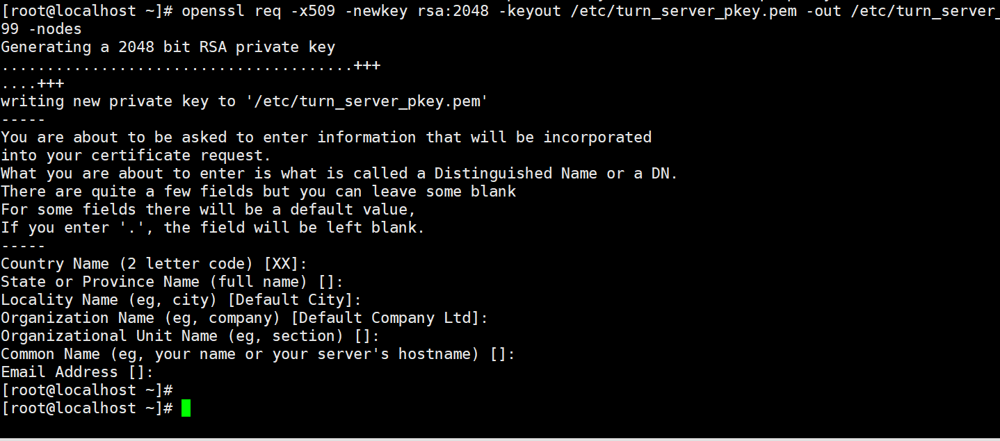 [root@localhost ~]# openssl req -x509 -newkey rsa:2048 -keyout /etc/turn_server_pkey.pem -out /etc/turn_server_
99 -nodes
Generating a 2048 bit RSA private key
.......................................+++
....+++
writing new private key to '/etc/turn_server_pkey.pem'
-----
You are about to be asked to enter information that will be incorporated
into your certificate request.
What you are about to enter is what is called a Distinguished Name or a DN.
There are quite a few fields but you can leave some blank
For some fields there will be a default value,
If you enter '.', the field will be left blank.
-----
Country Name (2 letter code) [XX]:
State or Province Name (full name) []:
Locality Name (eg, city) [Default City]:
Organization Name (eg, company) [Default Company Ltd]:
Organizational Unit Name (eg, section) []:
Common Name (eg, your name or your server's hostname) []:
Email Address []:
[root@localhost ~]#
[root@localhost ~]#